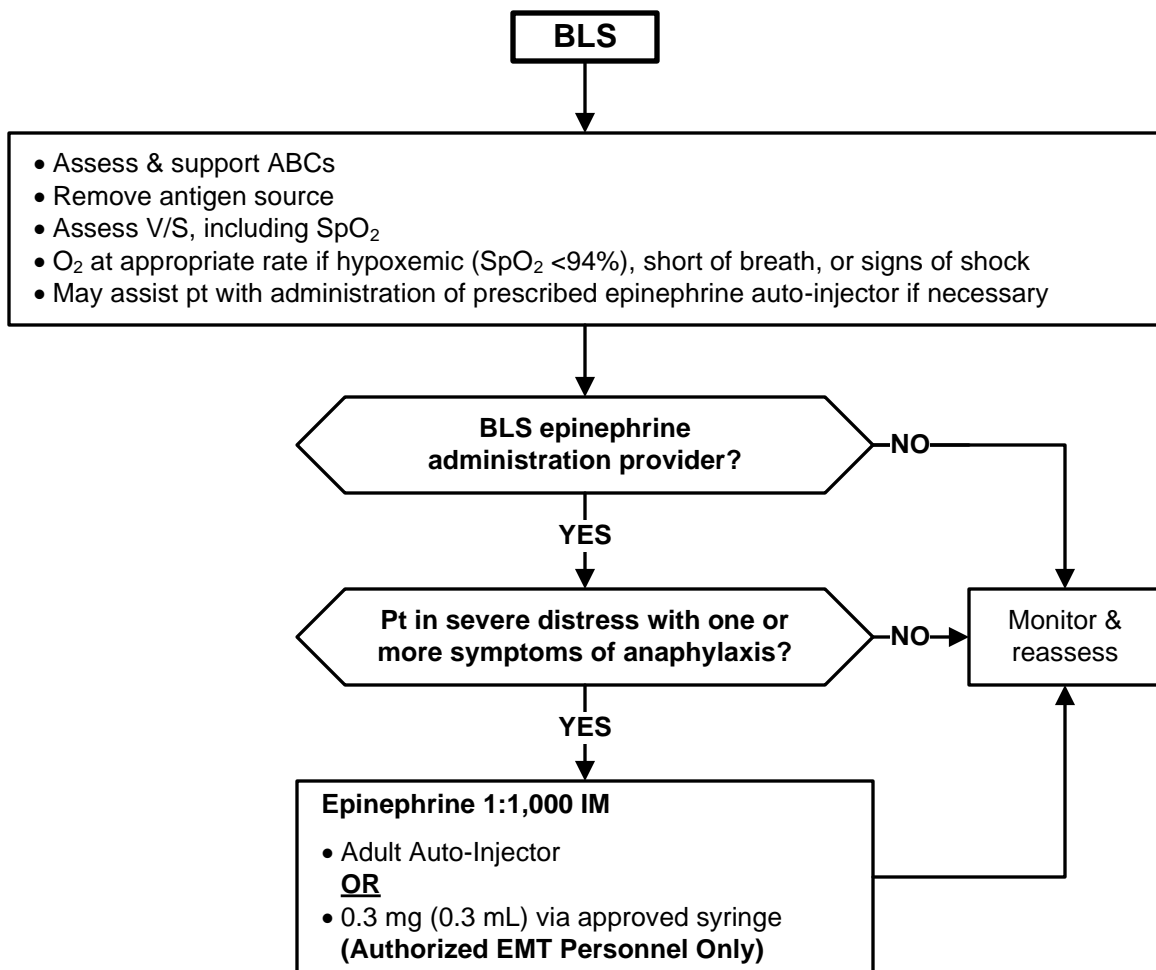 BLS
• Assess & support ABCs
• Remove antigen source
• Assess V/S, including SpO₂
• O₂ at appropriate rate if hypoxemic (SpO₂ <94%), short of breath, or signs of shock
• May assist pt with administration of prescribed epinephrine auto-injector if necessary
BLS epinephrine
administration provider?
NO
YES
Pt in severe distress with one or
more symptoms of anaphylaxis?
NO
Monitor &
reassess
YES
Epinephrine 1:1,000 IM
• Adult Auto-Injector
OR
• 0.3 mg (0.3 mL) via approved syringe
(Authorized EMT Personnel Only)